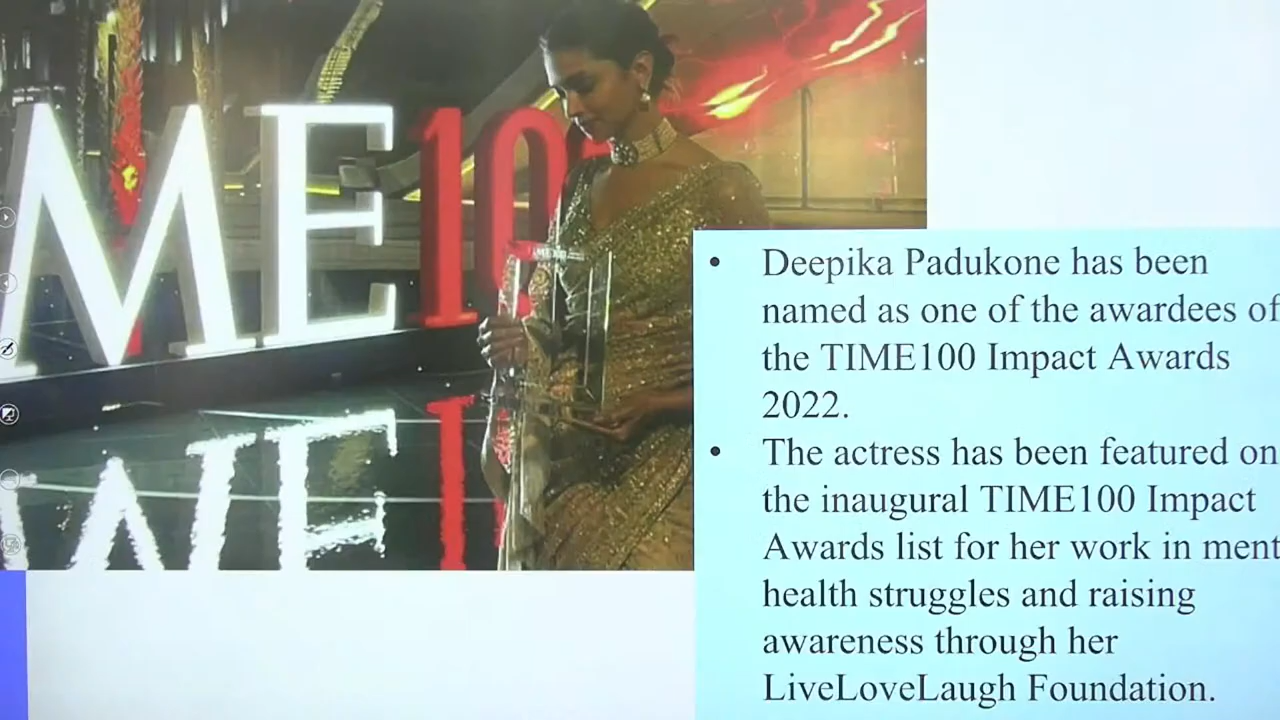 ME100
• Deepika Padukone has been
named as one of the awardees of
the TIME100 Impact Awards
2022.
• The actress has been featured on
the inaugural TIME100 Impact
Awards list for her work in ment
health struggles and raising
awareness through her
LiveLoveLaugh Foundation.